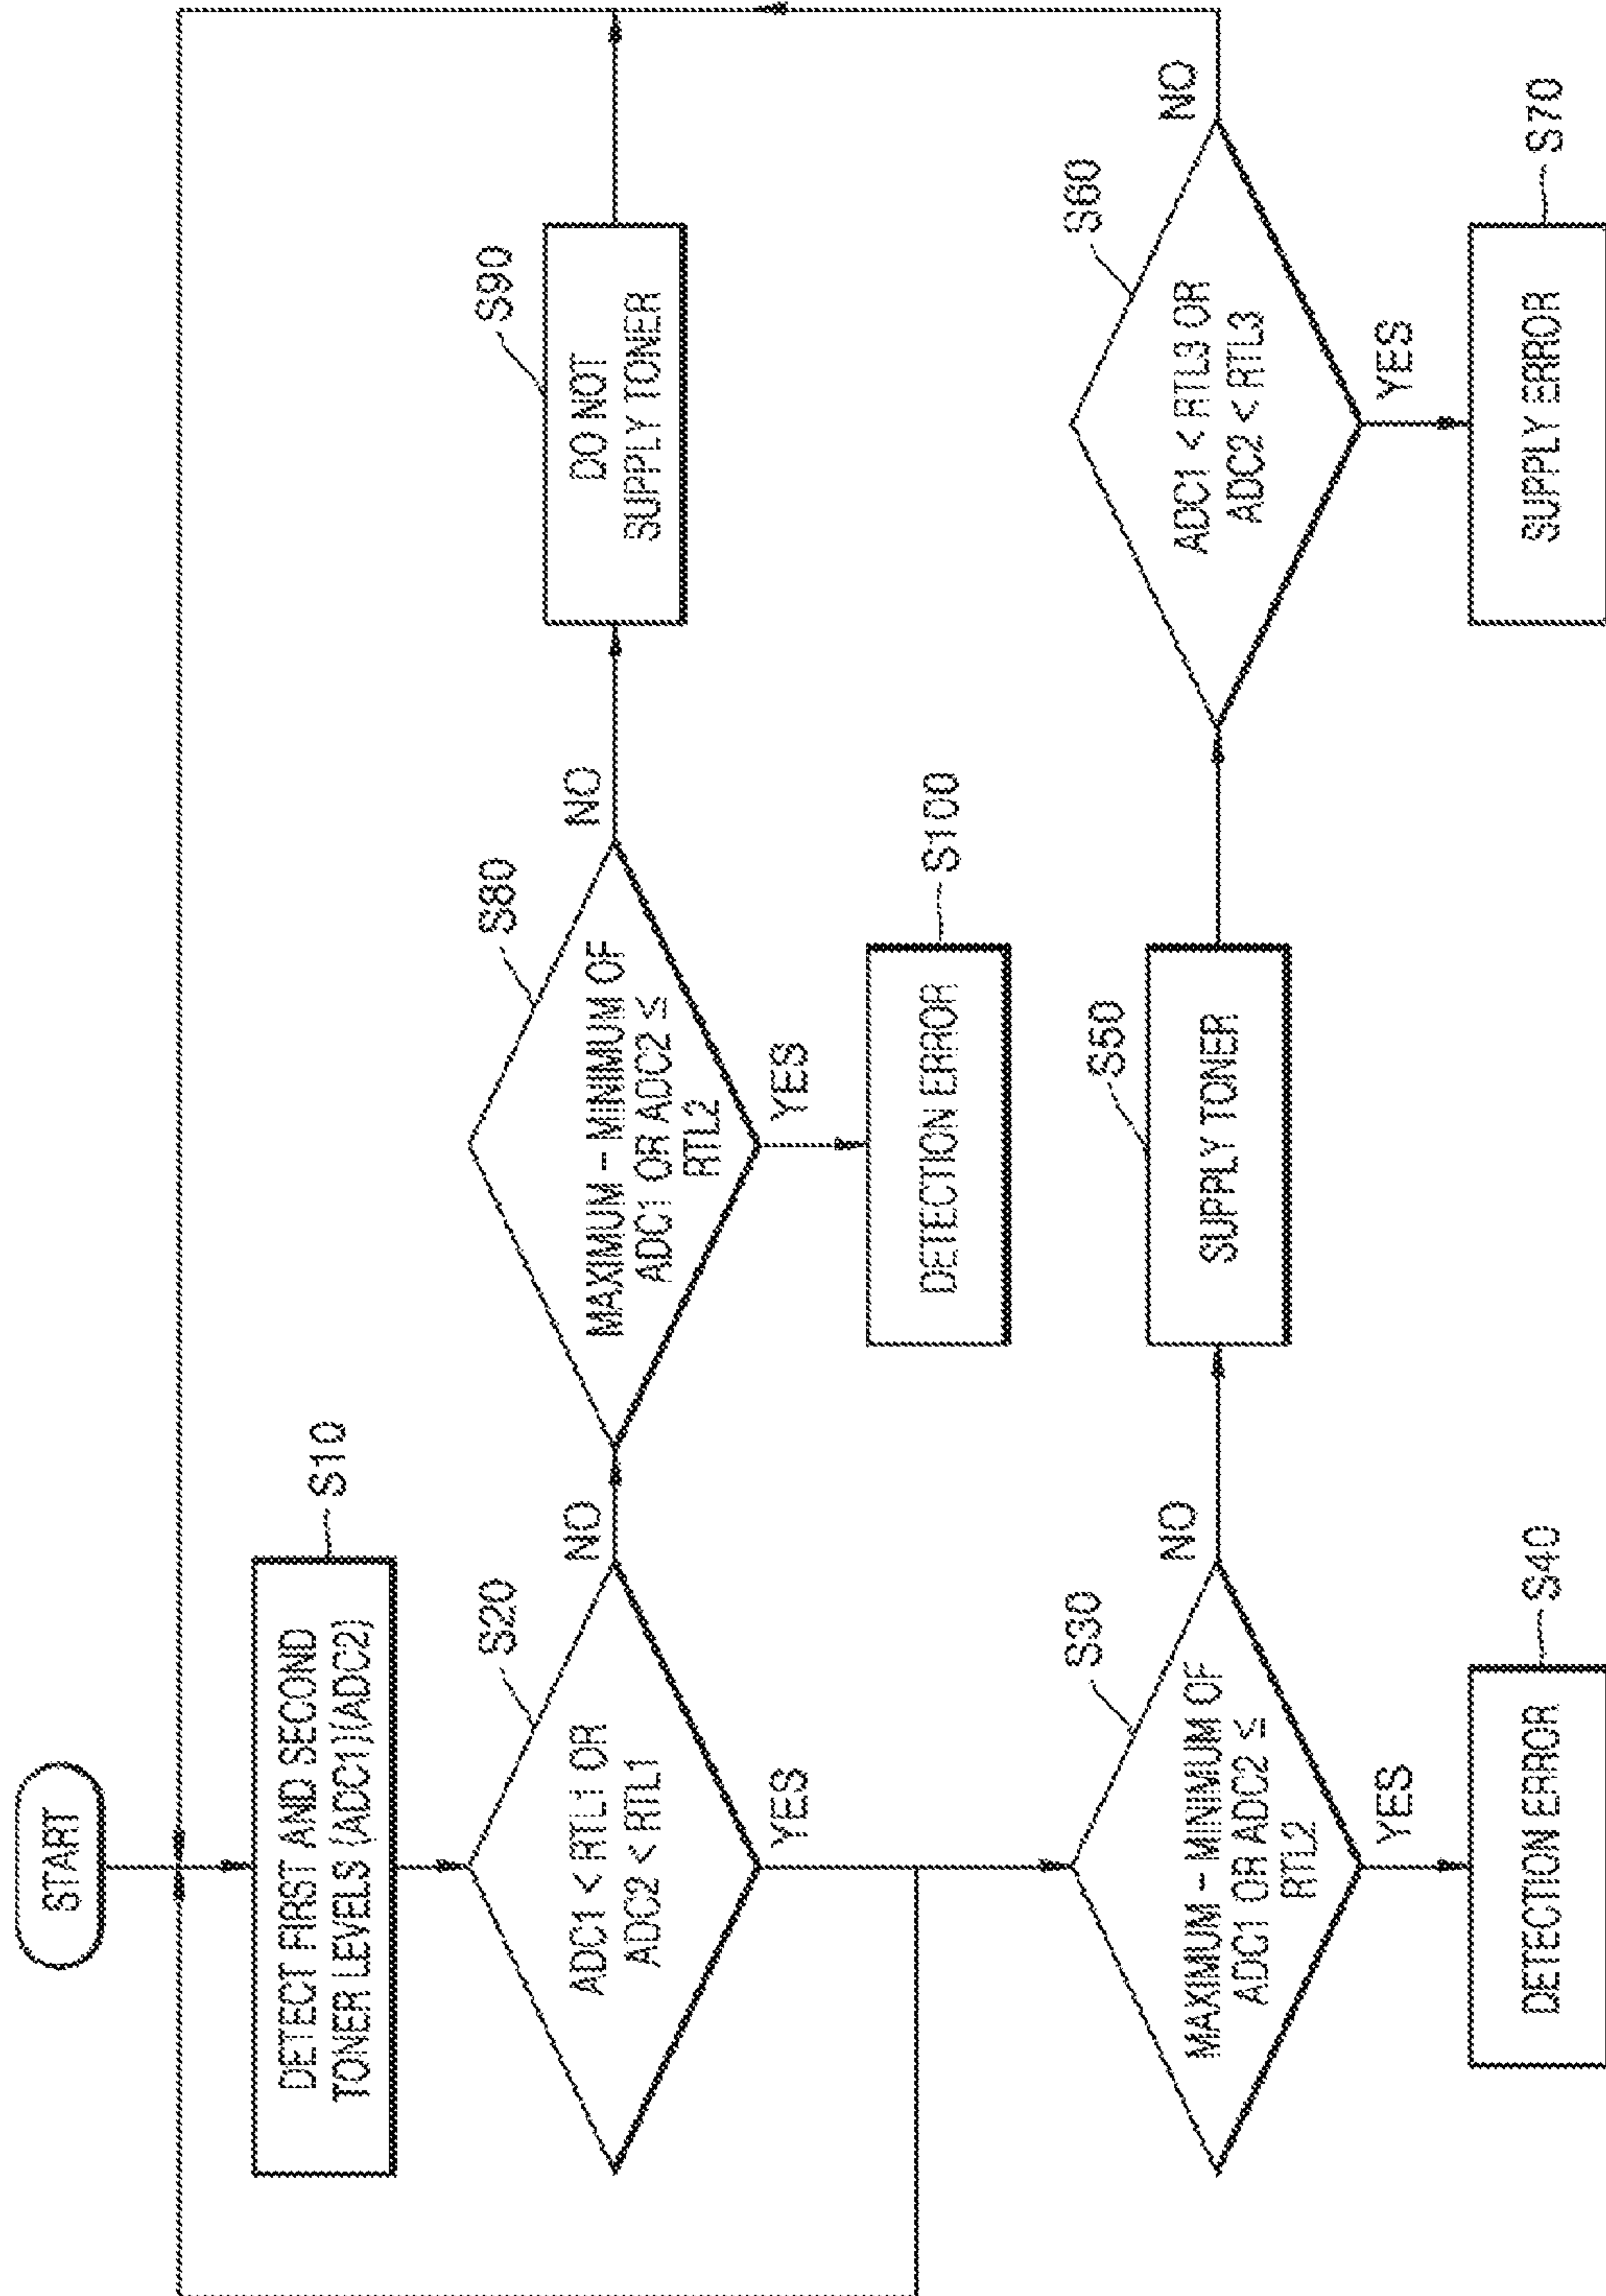 START
DETECT FIRST AND SECOND
TONER LEVELS (ADC1)(ADC2)
S10
ADC1 < RTL1 OR
ADC2 < RTL1
S20
NO
YES
MAXIMUM - MINIMUM OF
ADC1 OR ADC2 ≤
RTL2
S80
NO
YES
DO NOT
SUPPLY TONER
S90
DETECTION ERROR
S100
MAXIMUM - MINIMUM OF
ADC1 OR ADC2 ≤
RTL2
S30
NO
YES
SUPPLY TONER
S50
ADC1 < RTL3 OR
ADC2 < RTL3
S60
NO
YES
DETECTION ERROR
S40
SUPPLY ERROR
S70